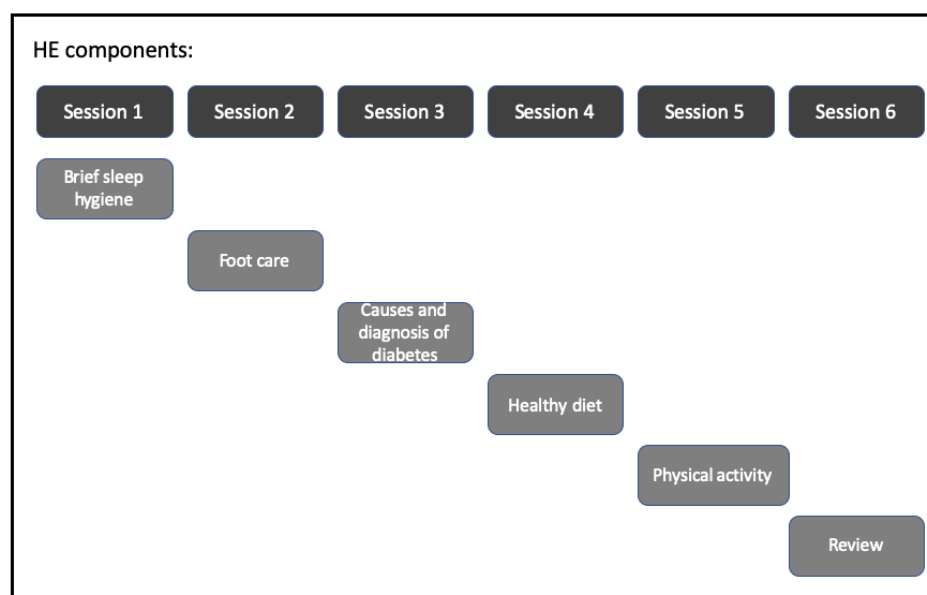 HE components:
Session 1
Session 2
Session 3
Session 4
Session 5
Session 6
Brief sleep
hygiene
Foot care
Causes and
diagnosis of
diabetes
Healthy diet
Physical activity
Review